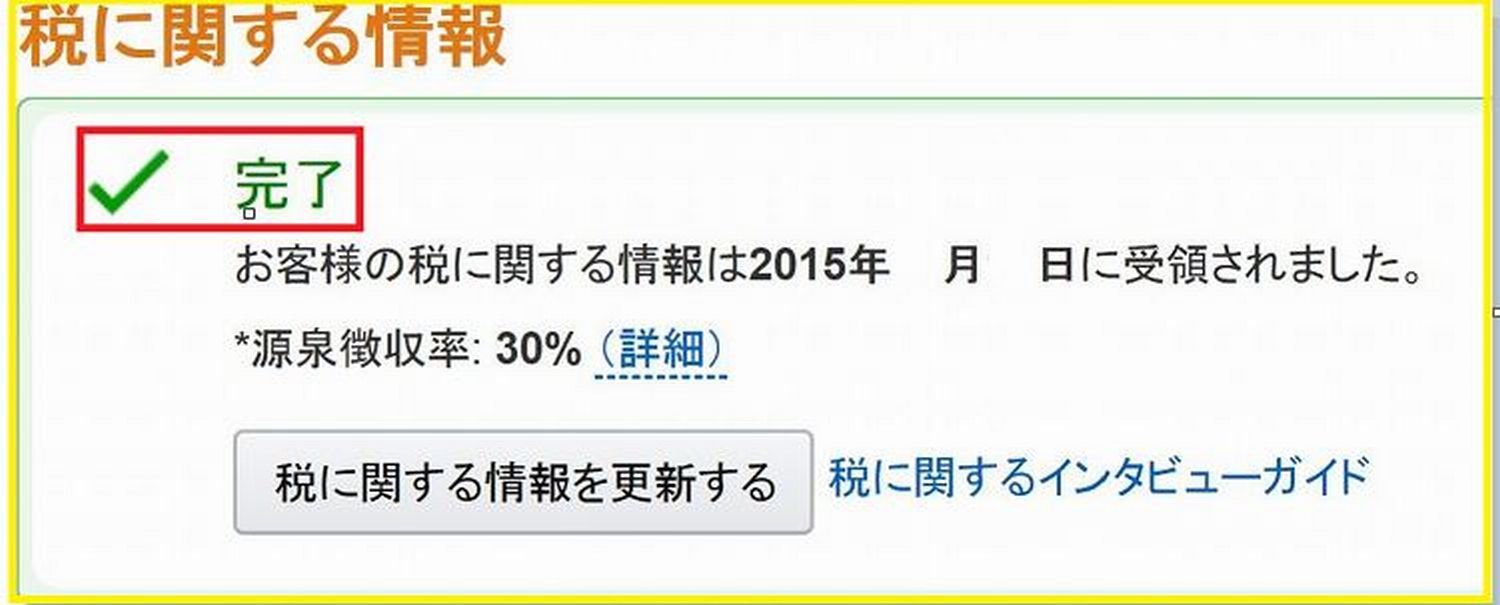 税に関する情報
完了
お客様の税に関する情報は2015年 月 日に受領されました。
*源泉徴収率: 30% (詳細)
税に関する情報を更新する 税に関するインタビューガイド